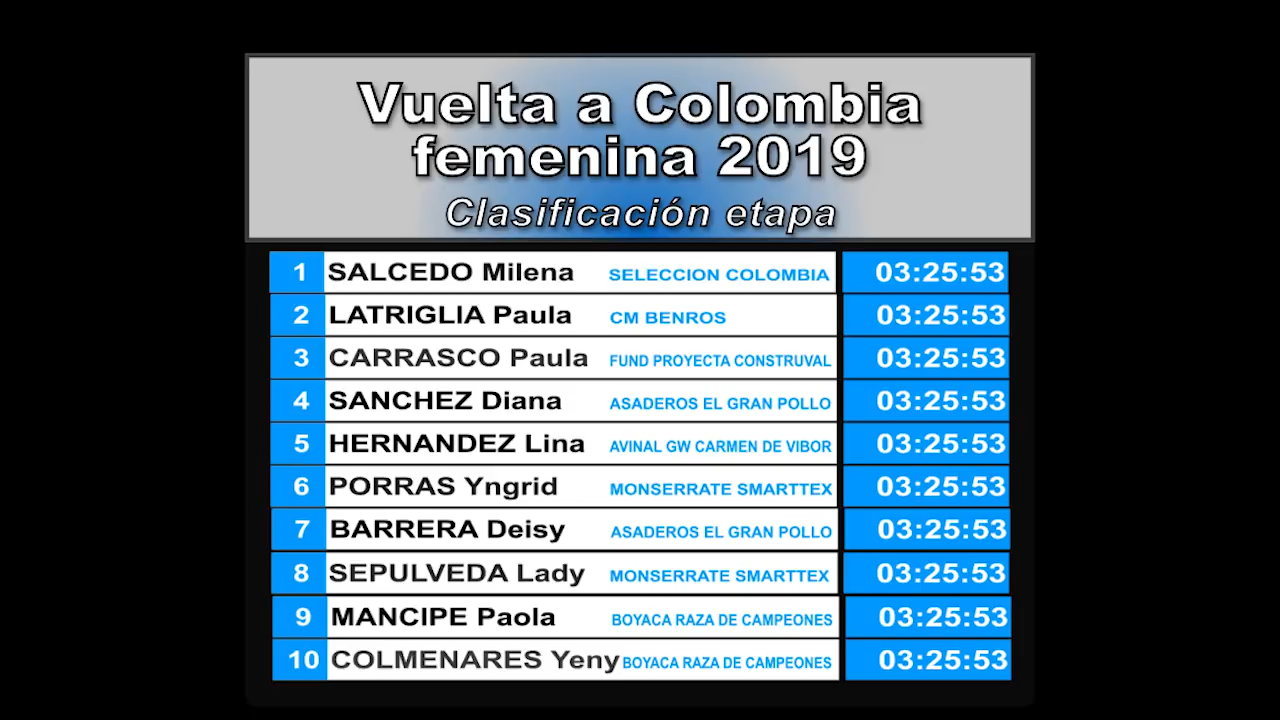 Vuelta a Colombia
femenina 2019
Clasificación etapa
1 SALCEDO Milena SELECCION COLOMBIA 03:25:53
2 LATRIGLIA Paula CM BENROS 03:25:53
3 CARRASCO Paula FUND PROYECTA CONSTRUVAL 03:25:53
4 SANCHEZ Diana ASADEROS EL GRAN POLLO 03:25:53
5 HERNANDEZ Lina AVINAL GW CARMEN DE VIBOR 03:25:53
6 PORRAS Yngrid MONSERRATE SMARTTEX 03:25:53
7 BARRERA Deisy ASADEROS EL GRAN POLLO 03:25:53
8 SEPULVEDA Lady MONSERRATE SMARTTEX 03:25:53
9 MANCIPE Paola BOYACA RAZA DE CAMPEONES 03:25:53
10 COLMENARES Yeny BOYACA RAZA DE CAMPEONES 03:25:53